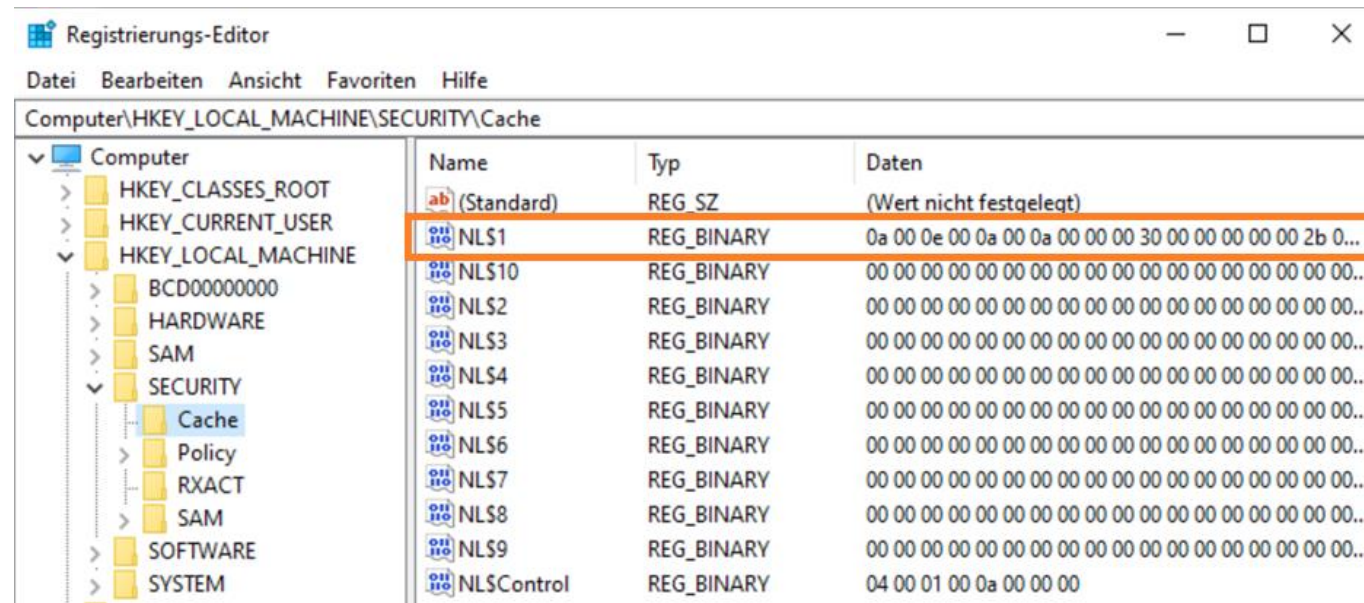 Registrierungs-Editor
Datei Bearbeiten Ansicht Favoriten Hilfe
Computer\HKEY_LOCAL_MACHINE\SECURITY\Cache
Computer
HKEY_CLASSES_ROOT
HKEY_CURRENT_USER
HKEY_LOCAL_MACHINE
BCD00000000
HARDWARE
SAM
SECURITY
Cache
Policy
RXACT
SAM
SOFTWARE
SYSTEM
Name Typ Daten
(Standard) REG_SZ (Wert nicht festgelegt)
NL$1 REG_BINARY 0a 00 0e 00 0a 00 0a 00 00 00 30 00 00 00 00 00 2b 0...
NL$10 REG_BINARY 00 00 00 00 00 00 00 00 00 00 00 00 00 00 00 00 00 00..
NL$2 REG_BINARY 00 00 00 00 00 00 00 00 00 00 00 00 00 00 00 00 00 00..
NL$3 REG_BINARY 00 00 00 00 00 00 00 00 00 00 00 00 00 00 00 00 00 00..
NL$4 REG_BINARY 00 00 00 00 00 00 00 00 00 00 00 00 00 00 00 00 00 00..
NL$5 REG_BINARY 00 00 00 00 00 00 00 00 00 00 00 00 00 00 00 00 00 00..
NL$6 REG_BINARY 00 00 00 00 00 00 00 00 00 00 00 00 00 00 00 00 00 00..
NL$7 REG_BINARY 00 00 00 00 00 00 00 00 00 00 00 00 00 00 00 00 00 00..
NL$8 REG_BINARY 00 00 00 00 00 00 00 00 00 00 00 00 00 00 00 00 00 00..
NL$9 REG_BINARY 00 00 00 00 00 00 00 00 00 00 00 00 00 00 00 00 00 00..
NL$Control REG_BINARY 04 00 01 00 0a 00 00 00